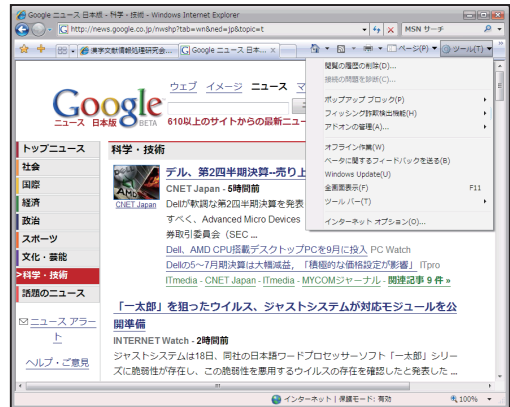 Google ニュース 日本版 - 科学・技術 - Windows Internet Explorer
http://news.google.co.jp/nwshp?tab=wn&ned=jp&topic=t
MSN サーチ
漢字文献情報処理研究会...
Google ニュース 日本版 ...
ページ(P)
ツール(T)
閲覧の履歴の削除(D)...
接続の問題を診断(C)...
ポップアップ ブロック(P)
フィッシング詐欺検出機能(H)
アドオンの管理(A)...
オフライン作業(W)
ベータに関するフィードバックを送る(B)
Windows Update(U)
全画面表示(F) F11
ツール バー(T)
インターネット オプション(O)...
ウェブ イメージ ニュース
Google
ニュース 日本版 BETA
610以上のサイトからの最新ニュー
トップニュース
社会
国際
経済
政治
スポーツ
文化・芸能
>科学・技術
話題のニュース
ニュース アラート
ヘルプ・ご意見
科学・技術
AMD
CNET Japan
デル、第2四半期決算--売り上
CNET Japan - 5時間前
Dellが軟調な第2四半期決算を発表
すべく、Advanced Micro Devices
券取引委員会（SEC ...
Dell、AMD CPU搭載デスクトップPCを9月に投入 PC Watch
Dellの5～7月期決算は大幅減益，「積極的な価格設定が影響」 ITpro
ITmedia - CNET Japan - ITmedia - MYCOMジャーナル - 関連記事 9 件 »
「一太郎」を狙ったウイルス、ジャストシステムが対応モジュールを公
開準備
INTERNET Watch - 2時間前
ジャストシステムは18日、同社の日本語ワードプロセッサーソフト「一太郎」シリー
ズに脆弱性が存在し、この脆弱性を悪用するウイルスの存在を確認したと発表した ...
インターネット | 保護モード: 有効
100%